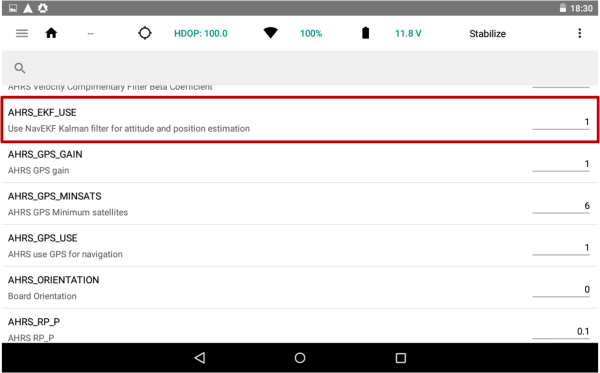 18:30
-- HDOP: 100.0 100% 11.8 V Stabilize
AHRS Velocity Complimentary Filter Beta Coefficient
AHRS_EKF_USE
Use NavEKF Kalman filter for attitude and position estimation 1
AHRS_GPS_GAIN
AHRS GPS gain 1
AHRS_GPS_MINSATS
AHRS GPS Minimum satellites 6
AHRS_GPS_USE
AHRS use GPS for navigation 1
AHRS_ORIENTATION
Board Orientation 0
AHRS_RP_P
AHRS RP_P 0.1